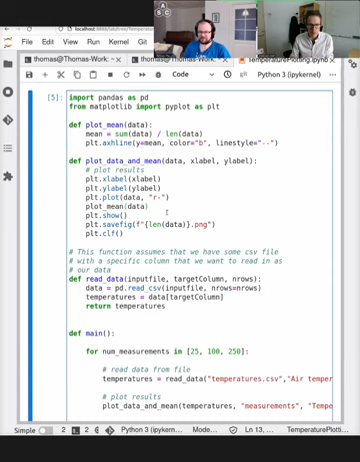 localhost:8888/lab/tree/Temperature
File Edit View Run Kernel
thomas@Thomas-Work: thomas@Thomas-Work: TemperaturePlotting.ipynb
Code Python 3 (ipykernel)
[5]: import pandas as pd
from matplotlib import pyplot as plt
def plot_mean(data):
mean = sum(data) / len(data)
plt.axhline(y=mean, color="b", linestyle="--")
def plot_data_and_mean(data, xlabel, ylabel):
# plot results
plt.xlabel(xlabel)
plt.ylabel(ylabel)
plt.plot(data, "r-")
plot_mean(data)
plt.show()
plt.savefig(f"{len(data)}.png")
plt.clf()
# This function assumes that we have some csv file
# with a specific column that we want to read in as
# our data
def read_data(inputfile, targetColumn, nrows):
data = pd.read_csv(inputfile, nrows=nrows)
temperatures = data[targetColumn]
return temperatures
def main():
for num_measurements in [25, 100, 250]:
# read data from file
temperatures = read_data("temperatures.csv","Air temper
# plot results
plot_data_and_mean(temperatures, "measurements", "Tempe
Simple 2 2 Python 3 (ipykern... Mode... Ln 13, ... TemperaturePlotting...